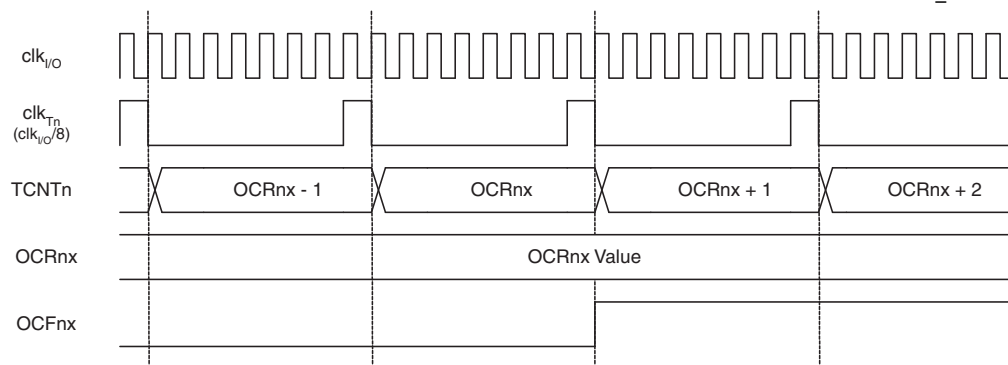 clkI/O
clkTn
(clkI/O/8)
TCNTn
OCRnx - 1
OCRnx
OCRnx + 1
OCRnx + 2
OCRnx
OCRnx Value
OCFnx